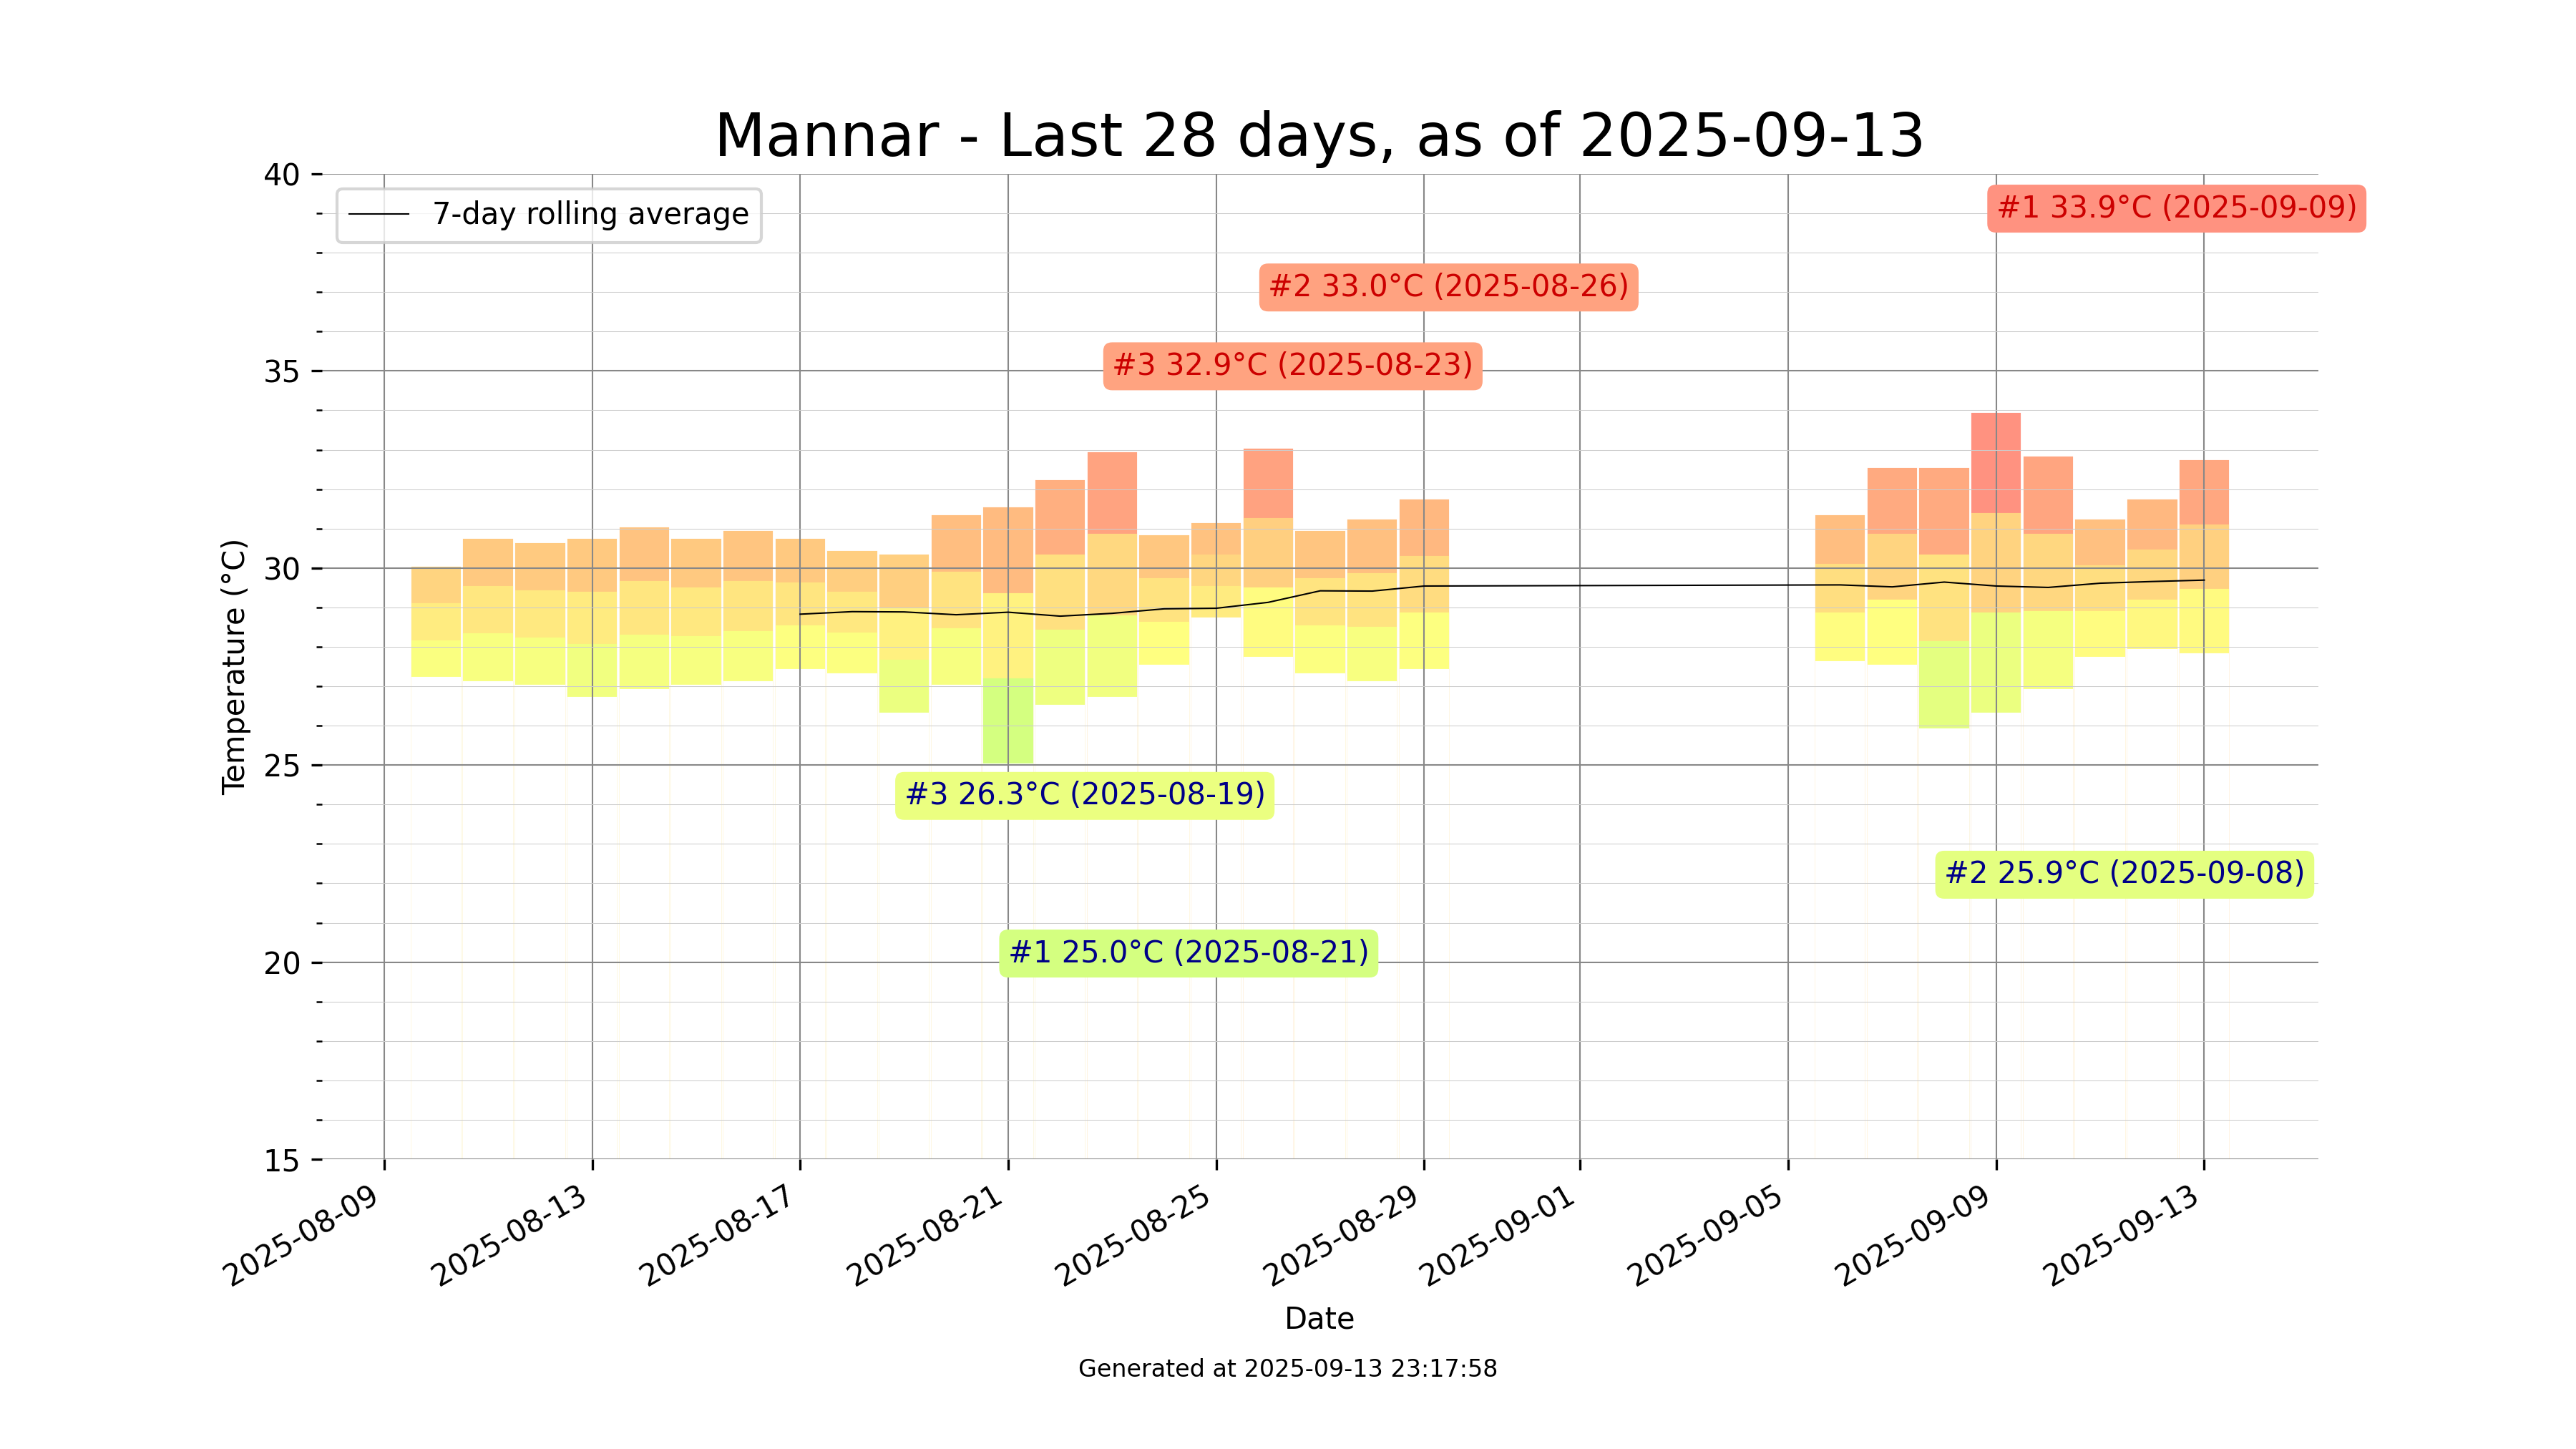 Mannar - Last 28 days, as of 2025-09-13
40
7-day rolling average
#1 33.9°C (2025-09-09)
#2 33.0°C (2025-08-26)
#3 32.9°C (2025-08-23)
35
30
Temperature (°C)
25
#3 26.3°C (2025-08-19)
#2 25.9°C (2025-09-08)
#1 25.0°C (2025-08-21)
20
15
2025-08-09
2025-08-13
2025-08-17
2025-08-21
2025-08-25
2025-08-29
2025-09-01
2025-09-05
2025-09-09
2025-09-13
Date
Generated at 2025-09-13 23:17:58